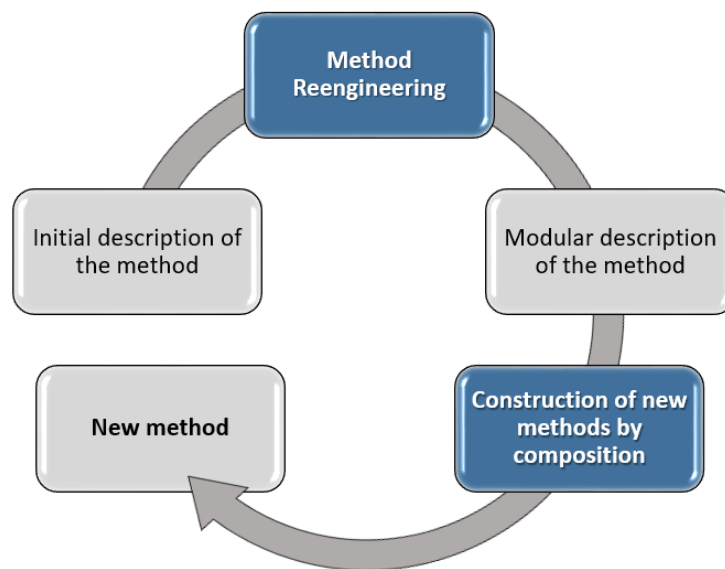 Method
Reengineering
Initial description of
the method
Modular description
of the method
Construction of new
methods by
composition
New method